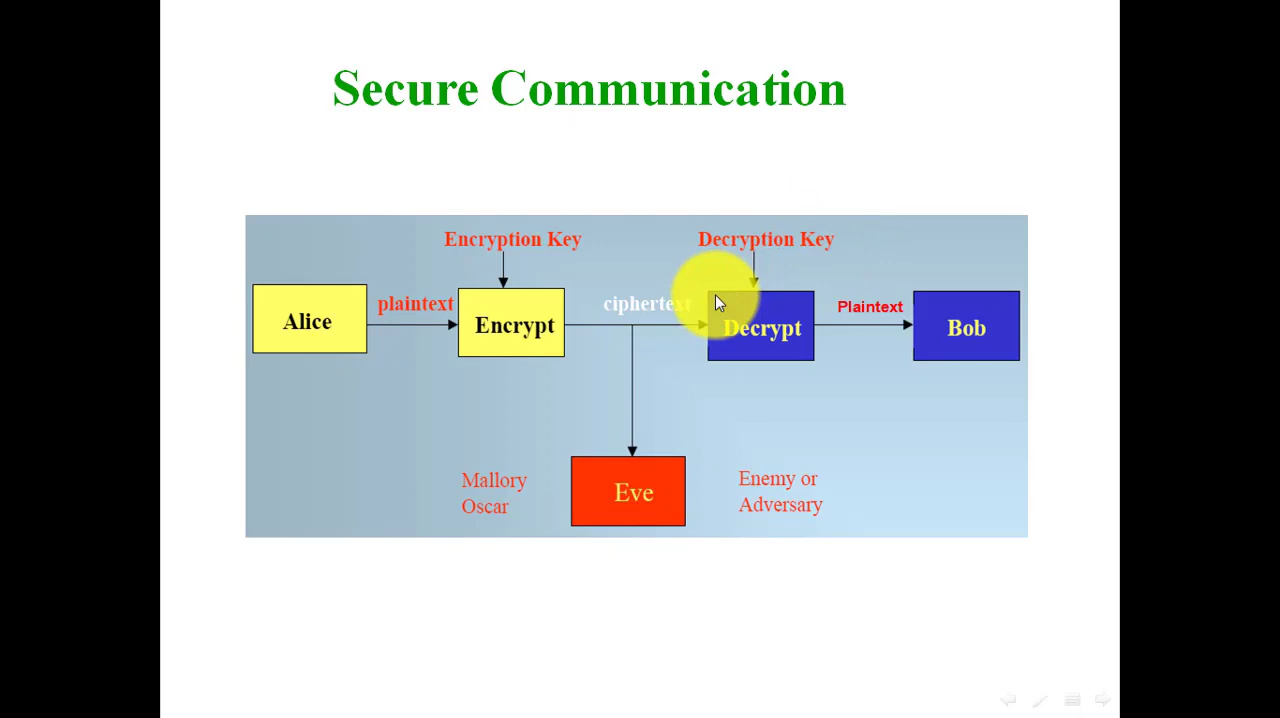 Secure Communication
Encryption Key
Decryption Key
Alice
plaintext
Encrypt
ciphertext
Decrypt
Plaintext
Bob
Mallory
Oscar
Eve
Enemy or
Adversary